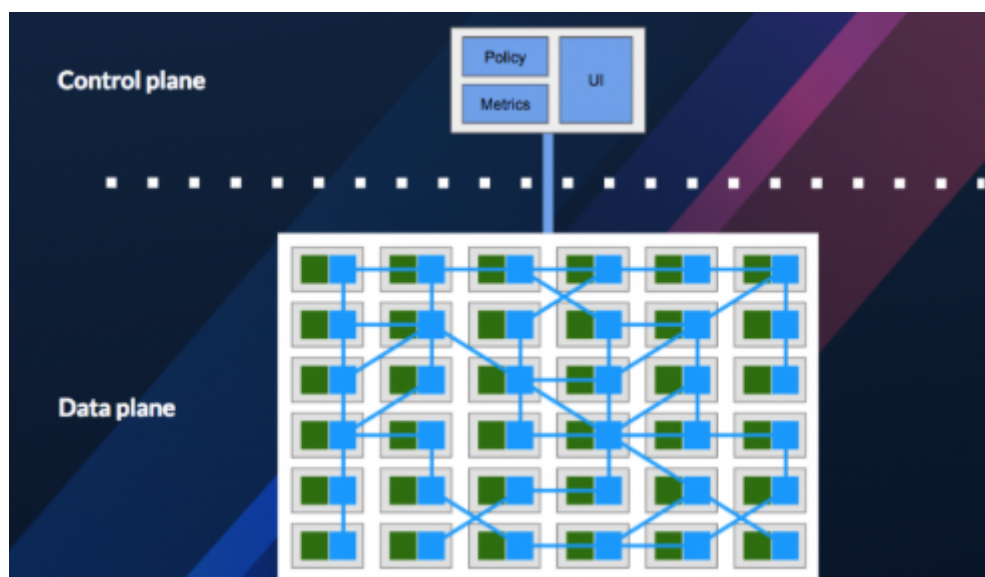 Control plane
Policy
UI
Metrics
Data plane